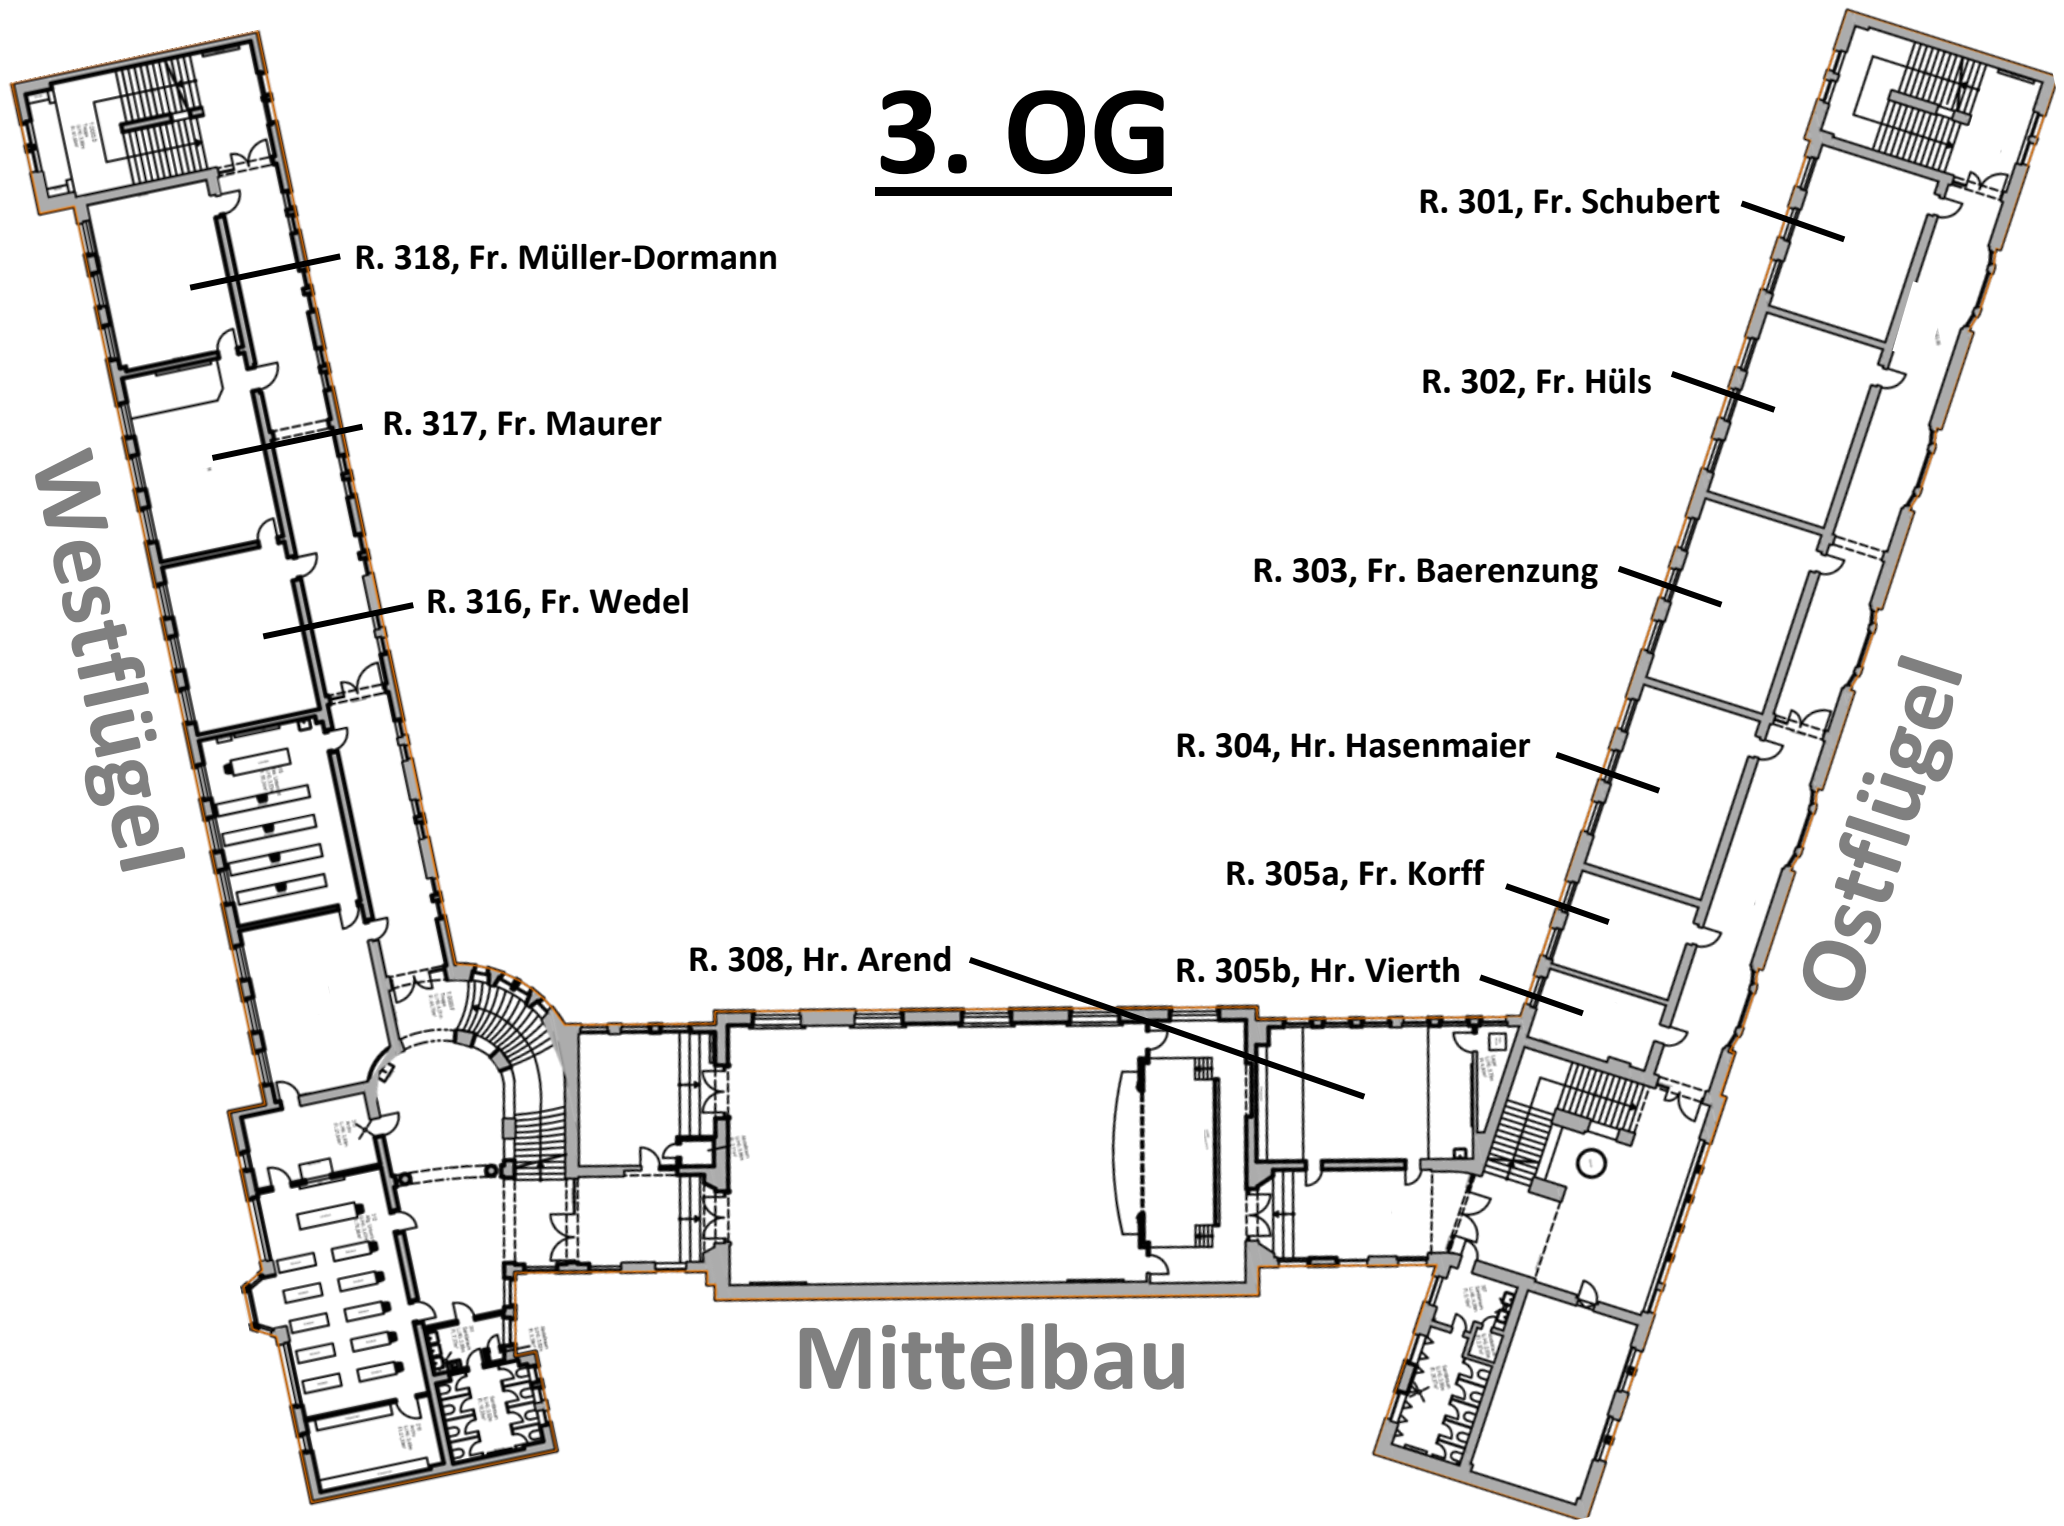 3. OG
R. 301, Fr. Schubert
R. 318, Fr. Müller-Dormann
R. 302, Fr. Hüls
R. 317, Fr. Maurer
Westflügel
R. 303, Fr. Baerenzung
R. 316, Fr. Wedel
R. 304, Hr. Hasenmaier
Ostflügel
R. 305a, Fr. Korff
R. 308, Hr. Arend
R. 305b, Hr. Vierth
Mittelbau